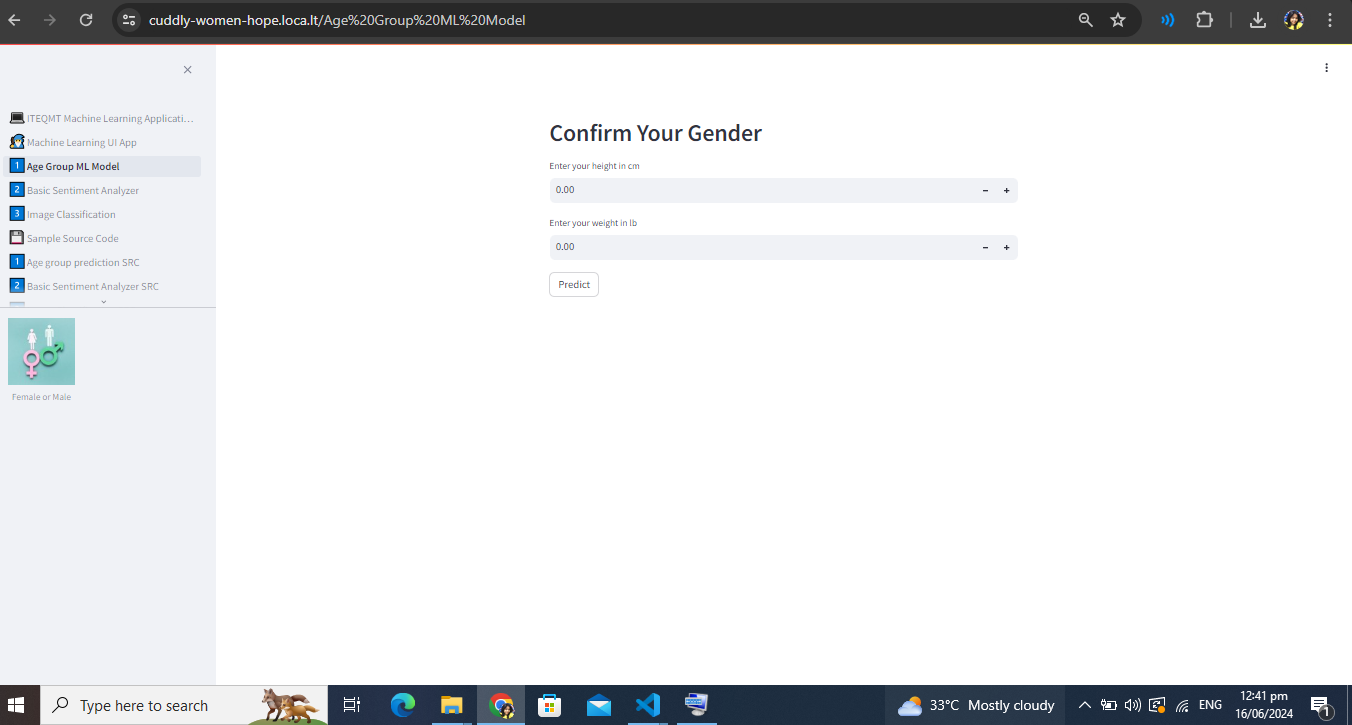 cuddly-women-hope.loca.lt/Age%20Group%20ML%20Model
ITEQMT Machine Learning Applicati...
Machine Learning UI App
1 Age Group ML Model
2 Basic Sentiment Analyzer
3 Image Classification
Sample Source Code
1 Age group prediction SRC
2 Basic Sentiment Analyzer SRC
Female or Male
Confirm Your Gender
Enter your height in cm
0.00
Enter your weight in lb
0.00
Predict
Type here to search
33°C Mostly cloudy
ENG
12:41 pm
16/06/2024
1